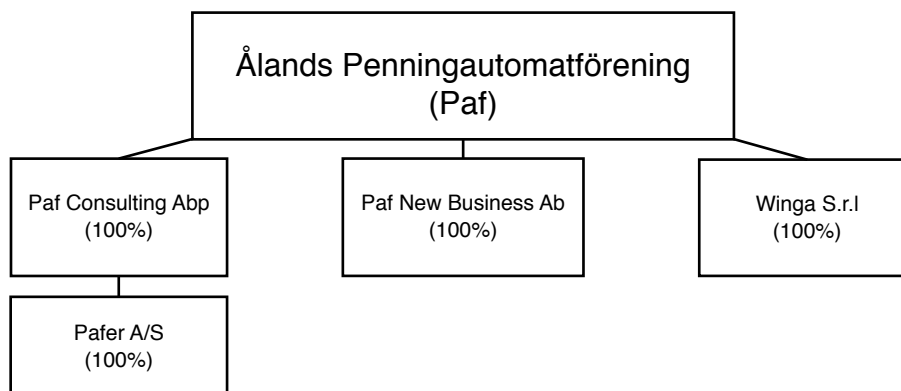 Ålands Penningautomatförening
(Paf)
Paf Consulting Abp
(100%)
Paf New Business Ab
(100%)
Winga S.r.l
(100%)
Pafer A/S
(100%)